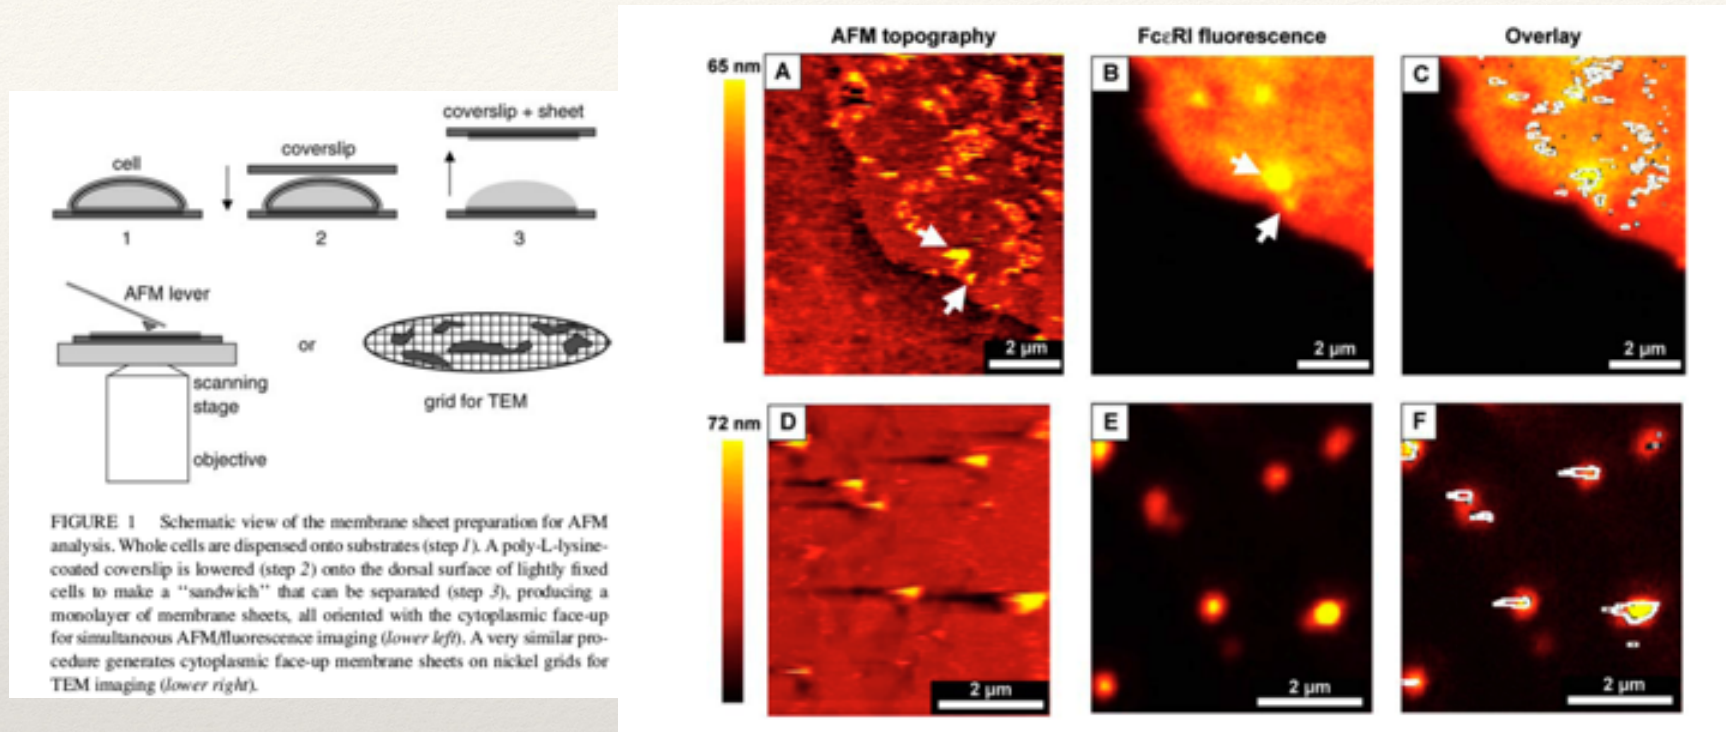 cell
coverslip
coverslip + sheet
1
2
3
AFM lever
or
scanning
stage
objective
grid for TEM
FIGURE 1 Schematic view of the membrane sheet preparation for AFM
analysis. Whole cells are dispensed onto substrates (step 1). A poly-L-lysine-
coated coverslip is lowered (step 2) onto the dorsal surface of lightly fixed
cells to make a ‘‘sandwich’’ that can be separated (step 3), producing a
monolayer of membrane sheets, all oriented with the cytoplasmic face-up
for simultaneous AFM/fluorescence imaging (lower left). A very similar pro-
cedure generates cytoplasmic face-up membrane sheets on nickel grids for
TEM imaging (lower right).
AFM topography
FcεRI fluorescence
Overlay
65 nm
A
2 µm
B
2 µm
C
2 µm
72 nm
D
2 µm
E
2 µm
F
2 µm